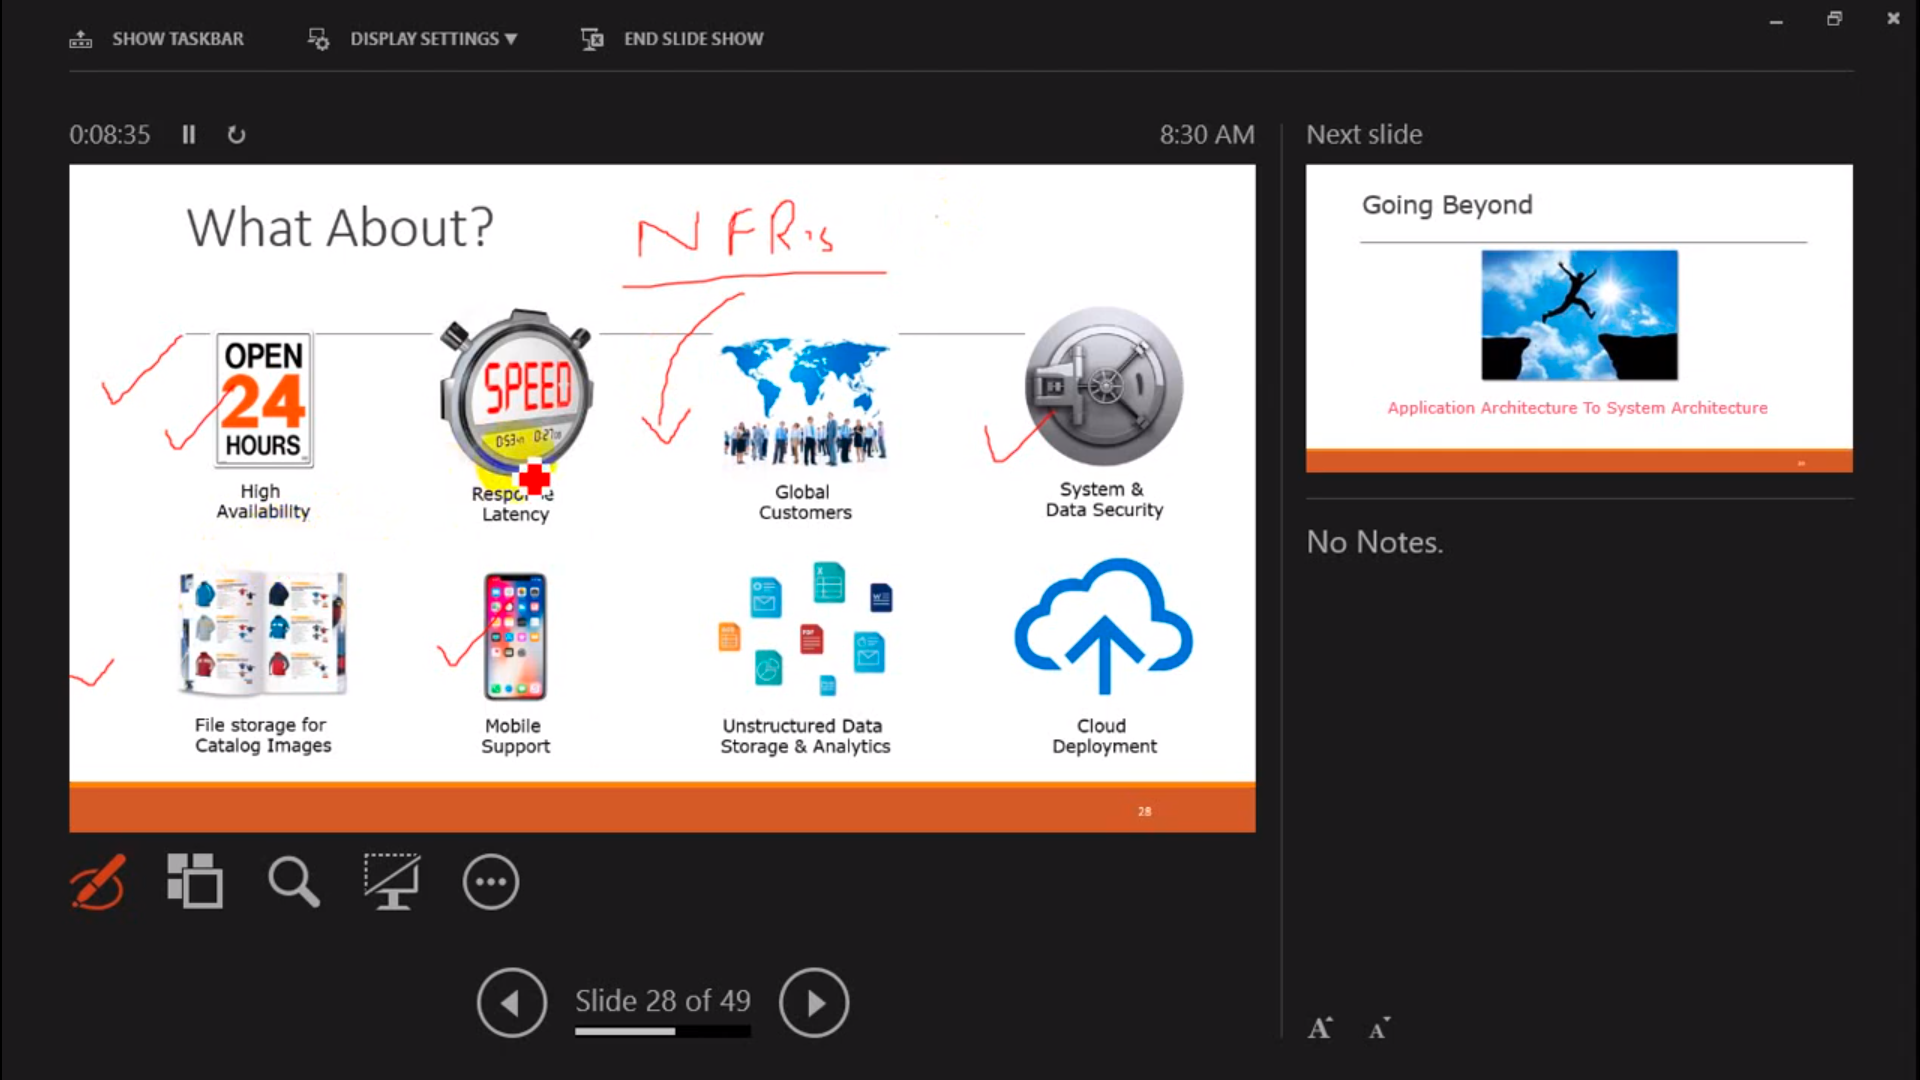 SHOW TASKBAR
DISPLAY SETTINGS ▼
END SLIDE SHOW
0:08:35
8:30 AM
Next slide
What About?
NFR's
OPEN
24
HOURS
SPEED
High
Availability
Response
Latency
Global
Customers
System &
Data Security
File storage for
Catalog Images
Mobile
Support
Unstructured Data
Storage & Analytics
Cloud
Deployment
28
Going Beyond
Application Architecture To System Architecture
No Notes.
Slide 28 of 49
A A